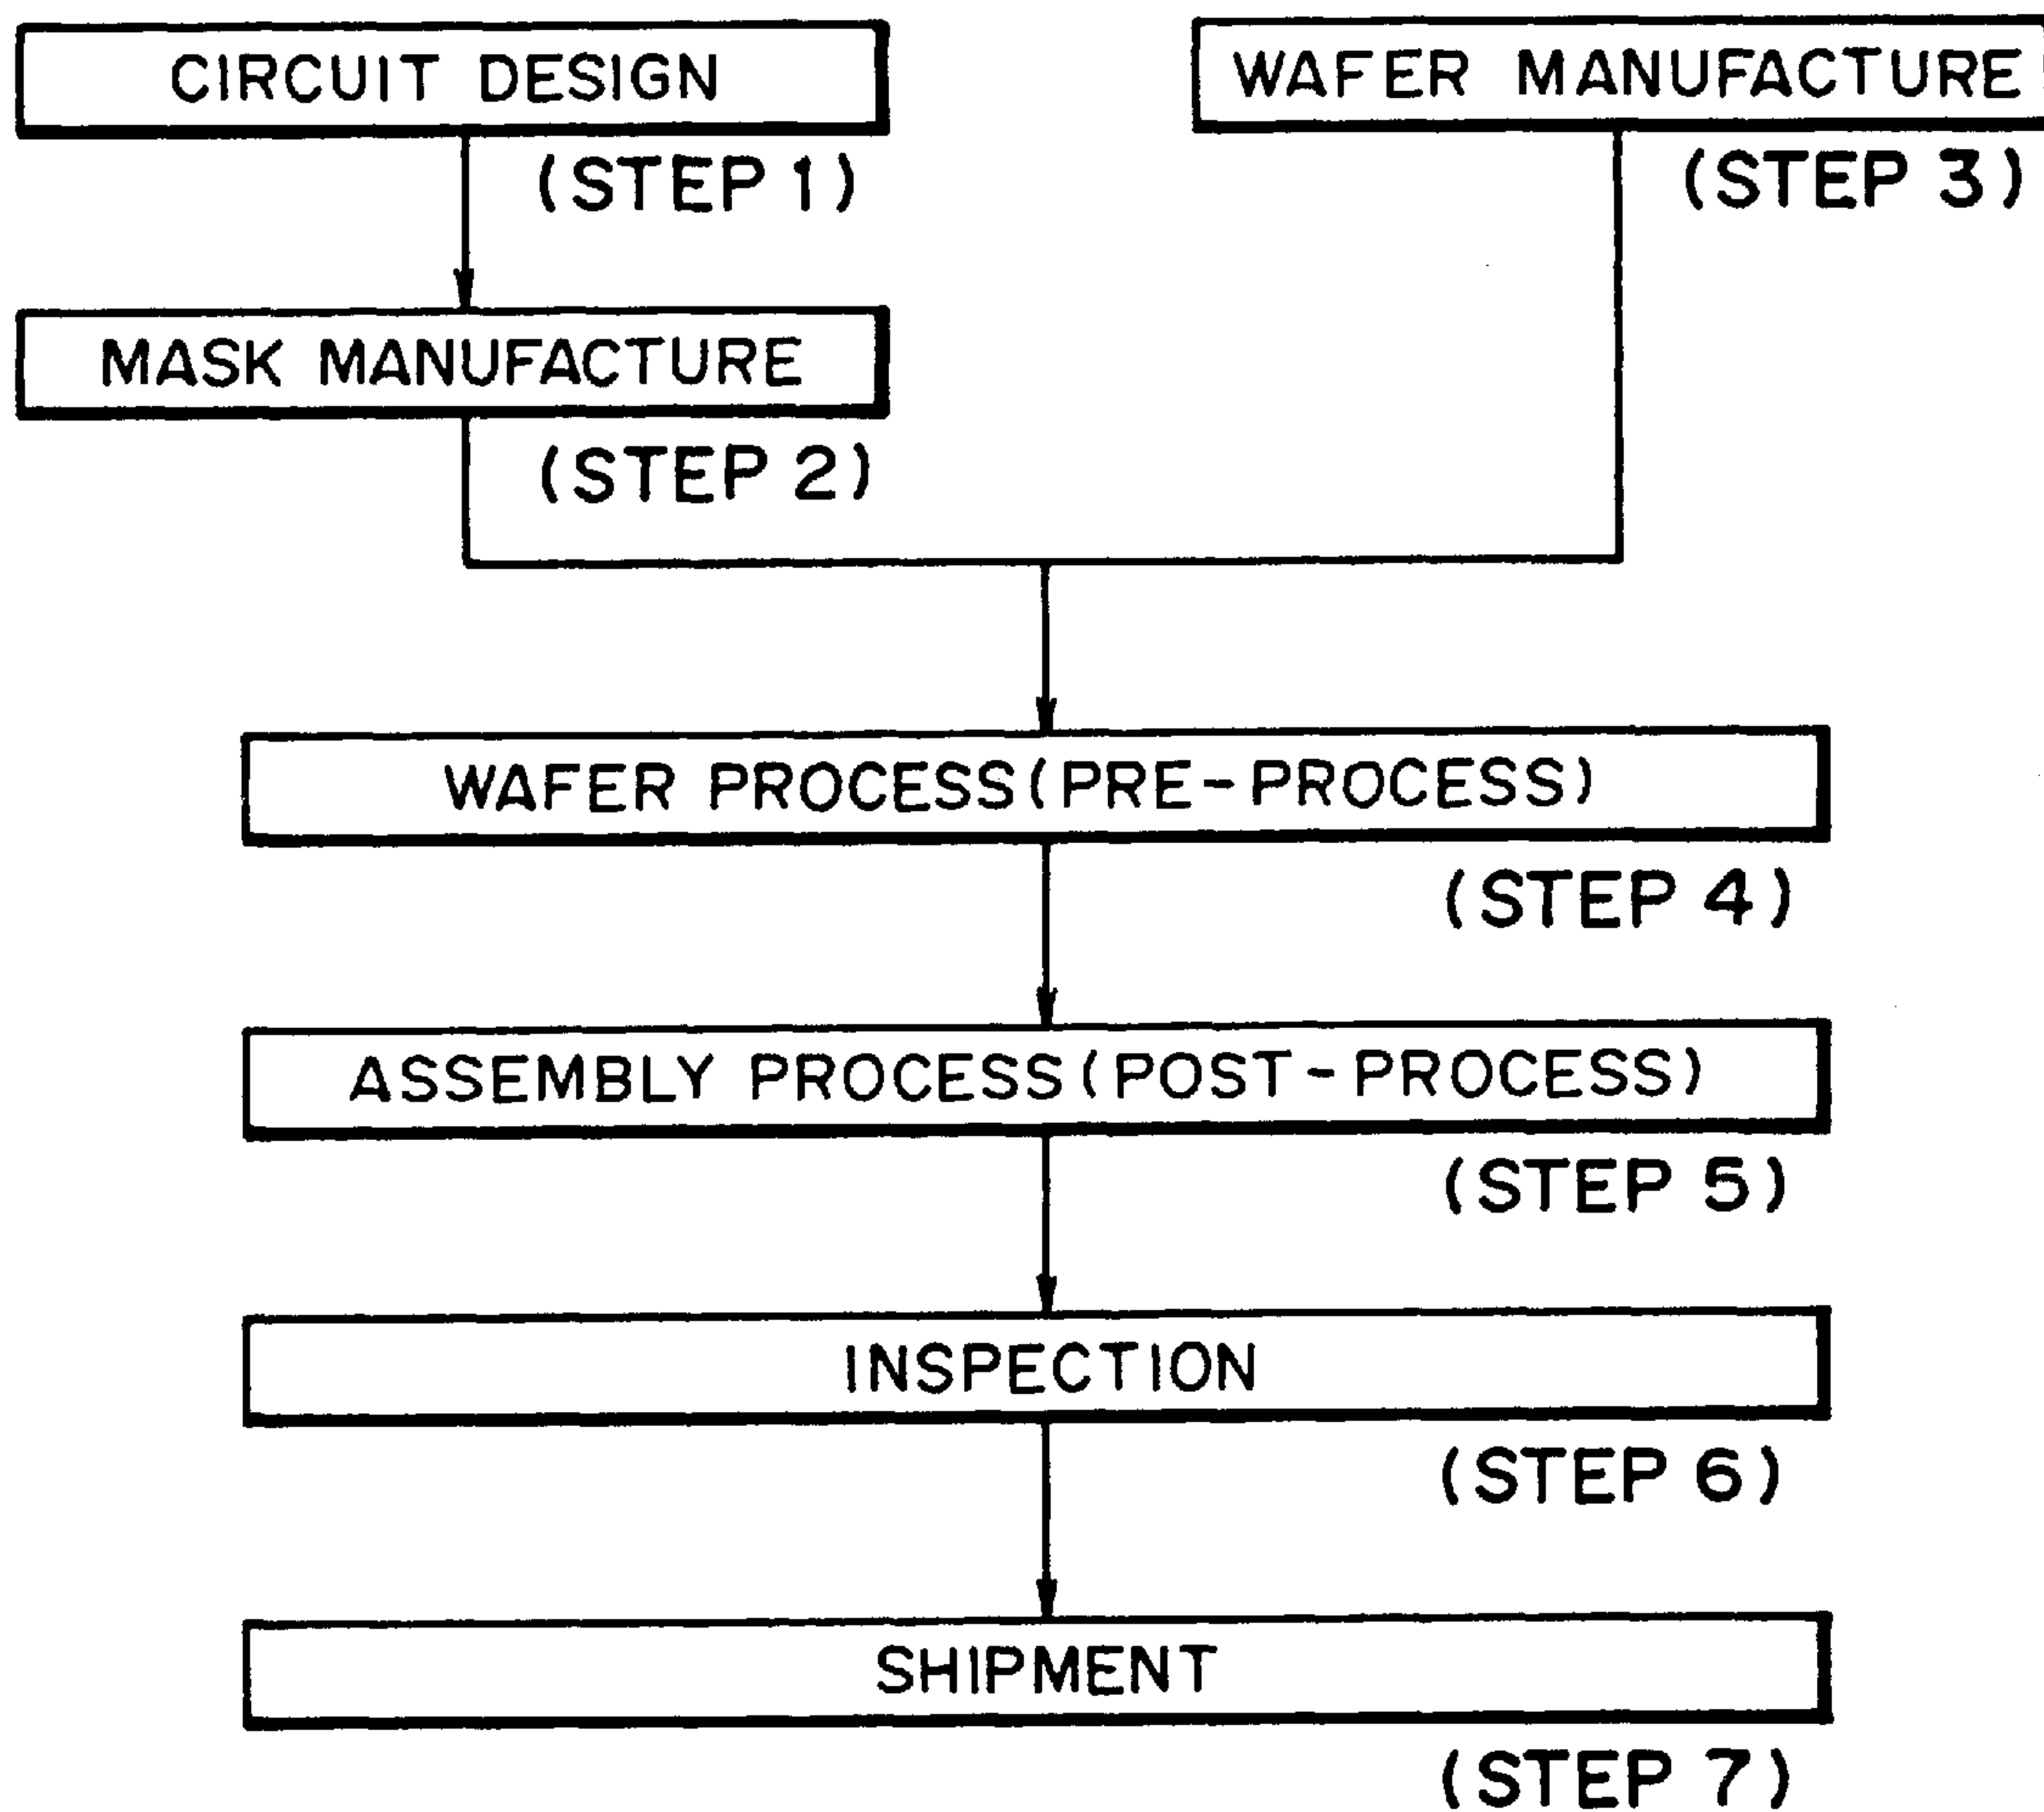 CIRCUIT DESIGN
(STEP 1)
MASK MANUFACTURE
(STEP 2)
WAFER MANUFACTURE
(STEP 3)
WAFER PROCESS(PRE-PROCESS)
(STEP 4)
ASSEMBLY PROCESS(POST-PROCESS)
(STEP 5)
INSPECTION
(STEP 6)
SHIPMENT
(STEP 7)